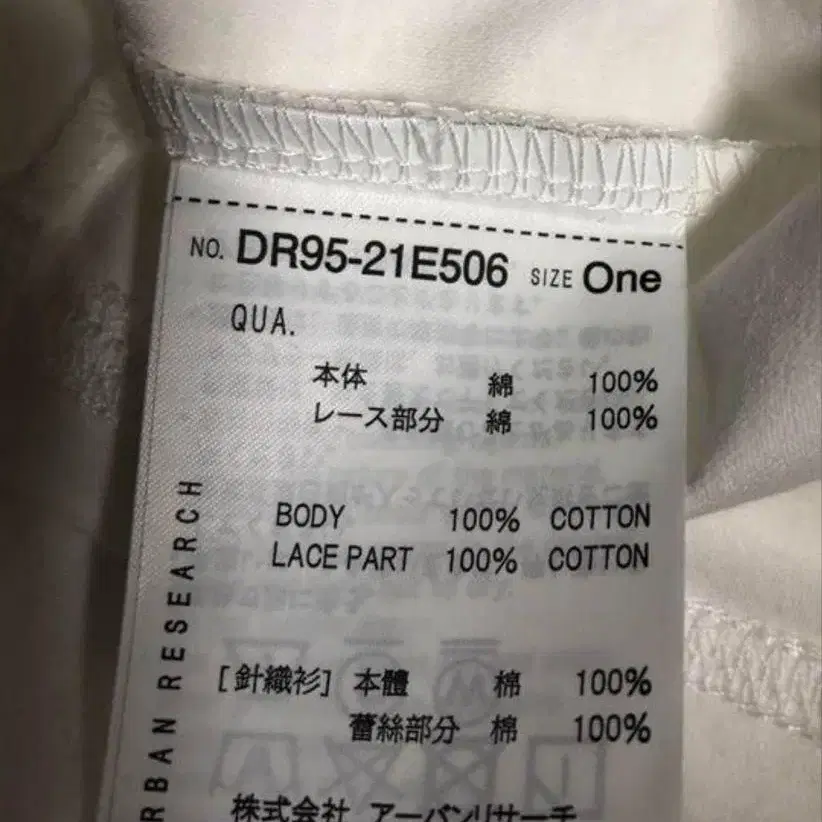 NO. DR95-21E506 SIZE One
QUA.
本体 綿 100%
レース部分 綿 100%
BODY 100% COTTON
LACE PART 100% COTTON
[針織衫] 本體 棉 100%
蕾絲部分 棉 100%
株式会社 アーバンリサーチ
RBAN RESEARCH